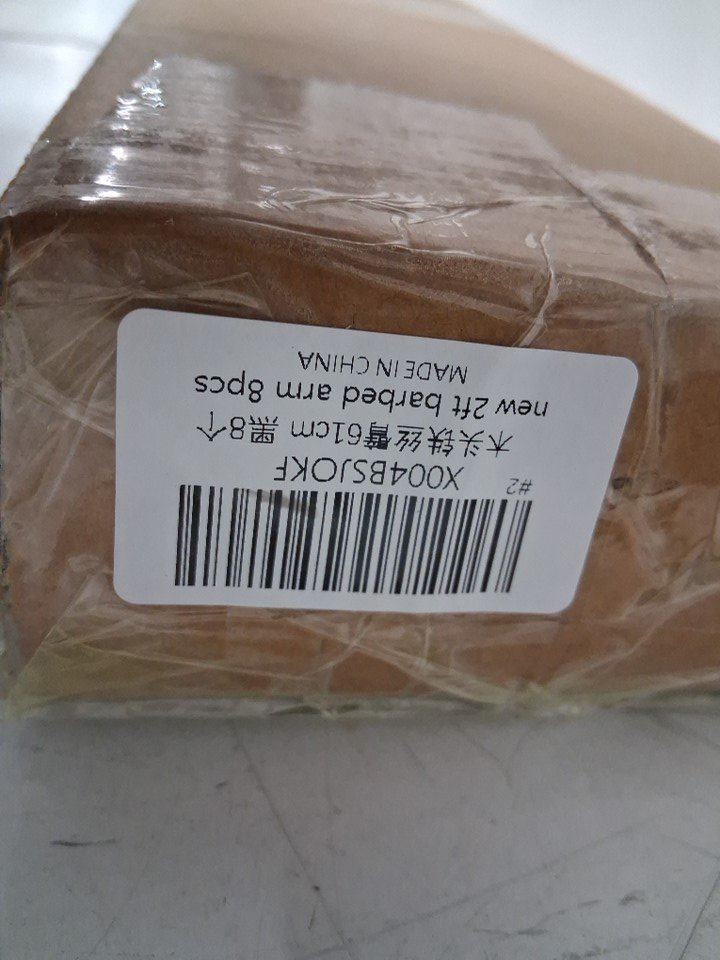 #2
X004BSJOKF
木头铁丝臂61cm 黑8个
new 2ft barbed arm 8pcs
MADE IN CHINA